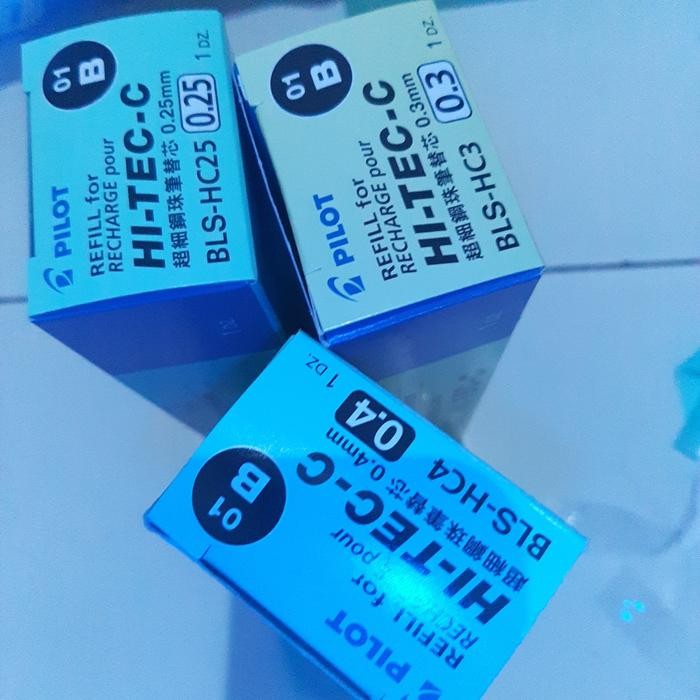 01
B
1 DZ.
PILOT
REFILL for
RECHARGE pour
HI-TEC-C
超細鋼珠筆替芯 0.25mm
BLS-HC25 0.25
01
B
1 DZ.
PILOT
REFILL for
RECHARGE pour
HI-TEC-C
超細鋼珠筆替芯 0.3mm
BLS-HC3 0.3
01
B
1 DZ.
PILOT
REFILL for
RECHARGE pour
HI-TEC-C
超細鋼珠筆替芯 0.4mm
BLS-HC4 0.4